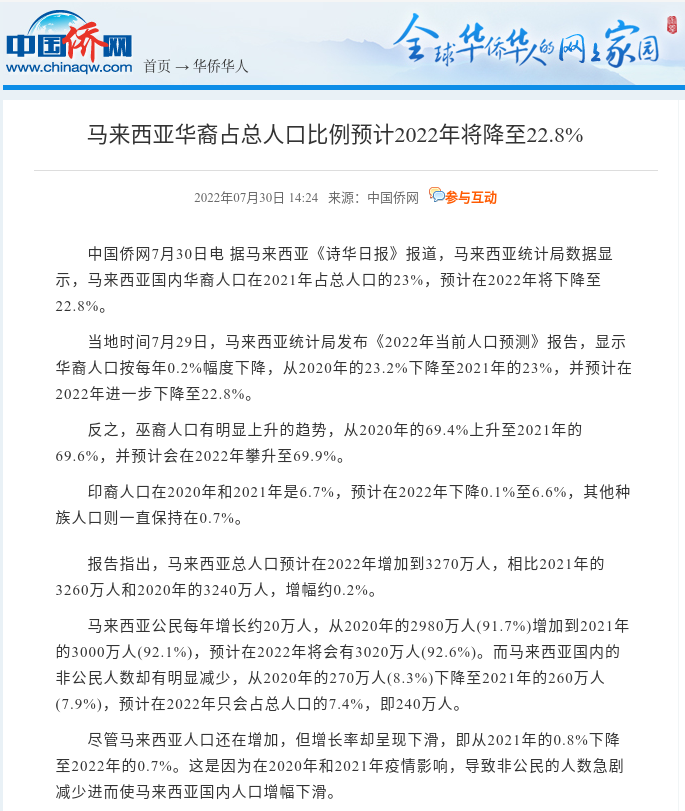 中国侨网
www.chinaqw.com
首页 → 华侨华人
全球华侨华人的网上家园
马来西亚华裔占总人口比例预计2022年将降至22.8%
2022年07月30日 14:24 来源：中国侨网 参与互动
中国侨网7月30日电 据马来西亚《诗华日报》报道，马来西亚统计局数据显
示，马来西亚国内华裔人口在2021年占总人口的23%，预计在2022年将下降至
22.8%。
当地时间7月29日，马来西亚统计局发布《2022年当前人口预测》报告，显示
华裔人口按每年0.2%幅度下降，从2020年的23.2%下降至2021年的23%，并预计在
2022年进一步下降至22.8%。
反之，巫裔人口有明显上升的趋势，从2020年的69.4%上升至2021年的
69.6%，并预计会在2022年攀升至69.9%。
印裔人口在2020年和2021年是6.7%，预计在2022年下降0.1%至6.6%，其他种
族人口则一直保持在0.7%。
报告指出，马来西亚总人口预计在2022年增加到3270万人，相比2021年的
3260万人和2020年的3240万人，增幅约0.2%。
马来西亚公民每年增长约20万人，从2020年的2980万人(91.7%)增加到2021年
的3000万人(92.1%)，预计在2022年将会有3020万人(92.6%)。而马来西亚国内的
非公民人数却有明显减少，从2020年的270万人(8.3%)下降至2021年的260万人
(7.9%)，预计在2022年只会占总人口的7.4%，即240万人。
尽管马来西亚人口还在增加，但增长率却呈现下滑，即从2021年的0.8%下降
至2022年的0.7%。这是因为在2020年和2021年疫情影响，导致非公民的人数急剧
减少进而使马来西亚国内人口增幅下滑。